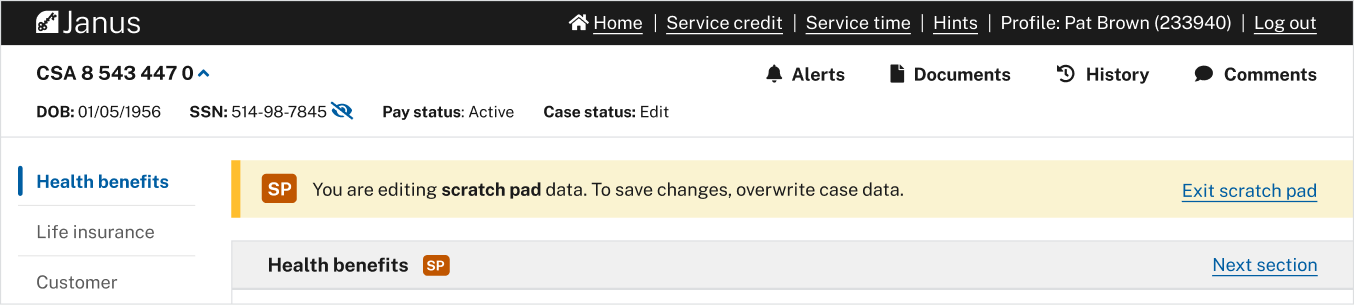 Janus
Home | Service credit | Service time | Hints | Profile: Pat Brown (233940) | Log out
CSA 8 543 447 0
Alerts Documents History Comments
DOB: 01/05/1956 SSN: 514-98-7845 Pay status: Active Case status: Edit
Health benefits
Life insurance
Customer
SP You are editing scratch pad data. To save changes, overwrite case data. Exit scratch pad
Health benefits SP Next section